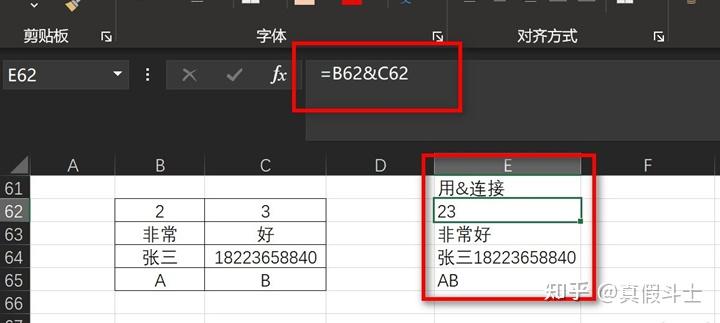 剪贴板 字体 对齐方式
E62 fx =B62&C62
A B C D E F
61 用&连接
62 2 3 23
63 非常 好 非常好
64 张三 18223658840 张三18223658840
65 A B AB
66
67
知乎 @真假斗士